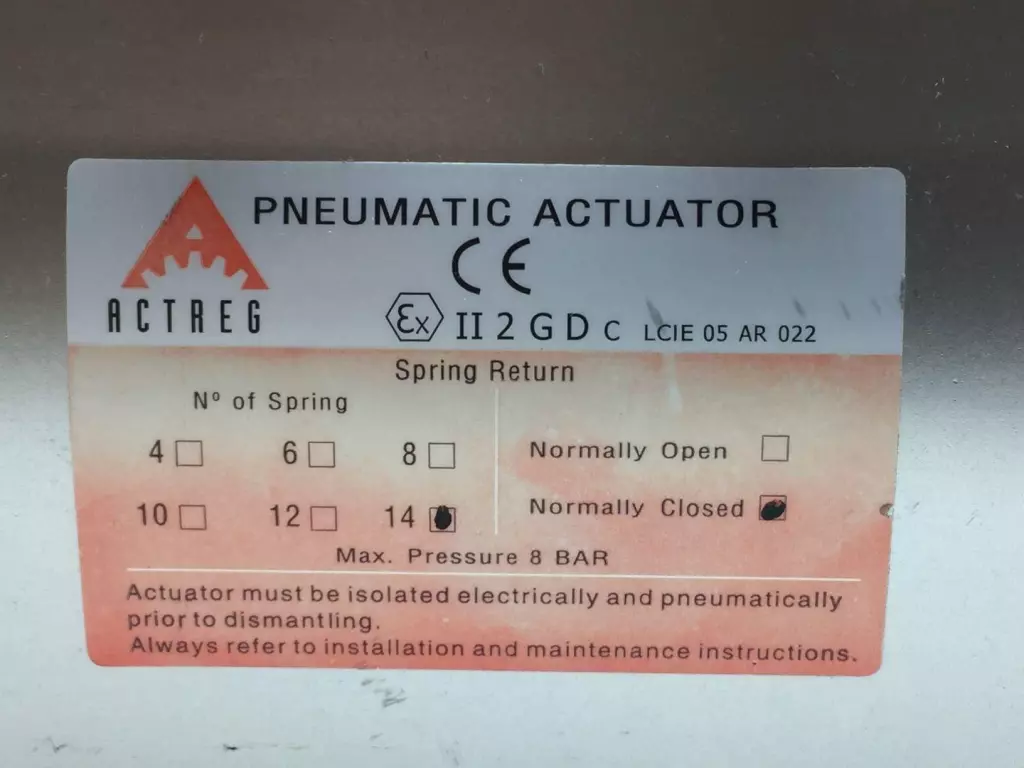 PNEUMATIC ACTUATOR
CE
ACTREG
Ex II 2 G D c LCIE 05 AR 022
Spring Return
Nº of Spring
4 6 8
Normally Open
10 12 14
Normally Closed
Max. Pressure 8 BAR
Actuator must be isolated electrically and pneumatically
prior to dismantling.
Always refer to installation and maintenance instructions.